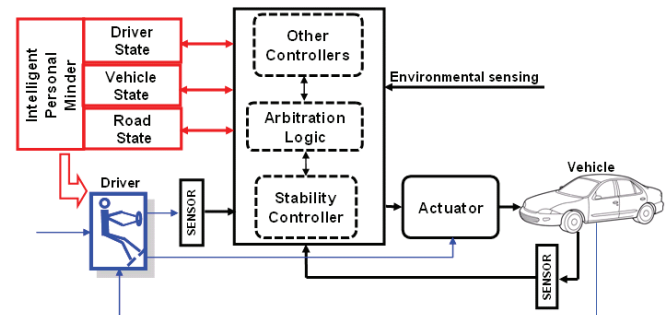 Intelligent
Personal
Minder
Driver
State
Vehicle
State
Road
State
Other
Controllers
Environmental sensing
Arbitration
Logic
Driver
SENSOR
Stability
Controller
Actuator
Vehicle
SENSOR